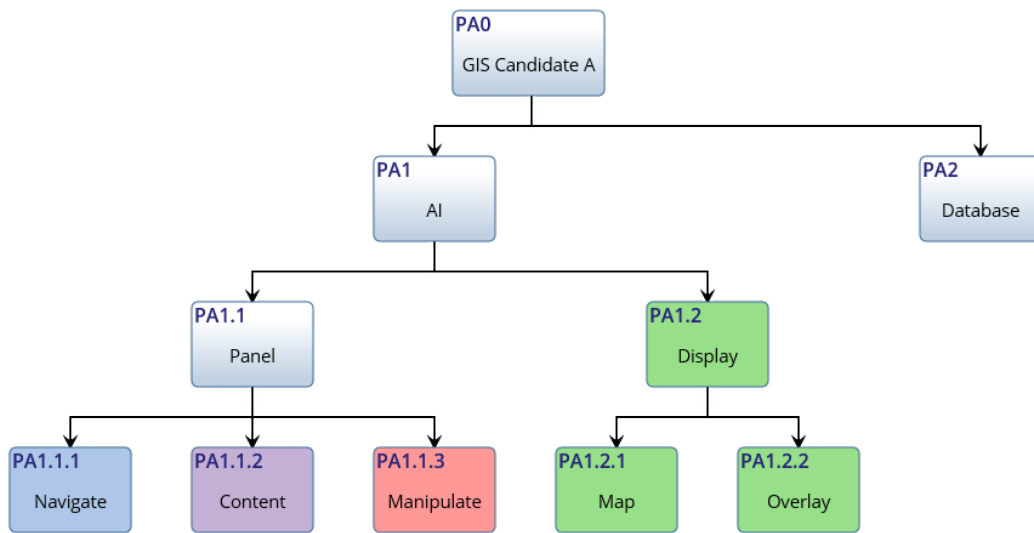 PA0
GIS Candidate A
PA1
AI
PA2
Database
PA1.1
Panel
PA1.2
Display
PA1.1.1
Navigate
PA1.1.2
Content
PA1.1.3
Manipulate
PA1.2.1
Map
PA1.2.2
Overlay